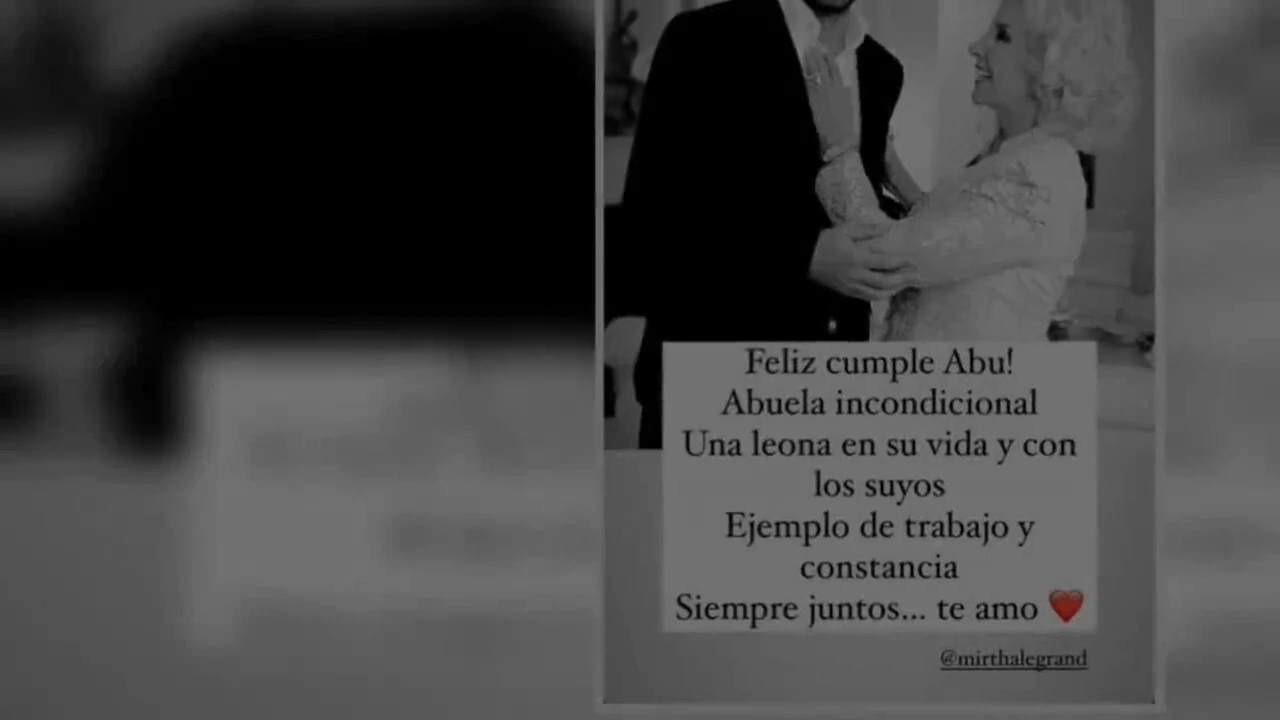 Feliz cumple Abu!
Abuela incondicional
Una leona en su vida y con
los suyos
Ejemplo de trabajo y
constancia
Siempre juntos... te amo ❤️
@mirthalegrand